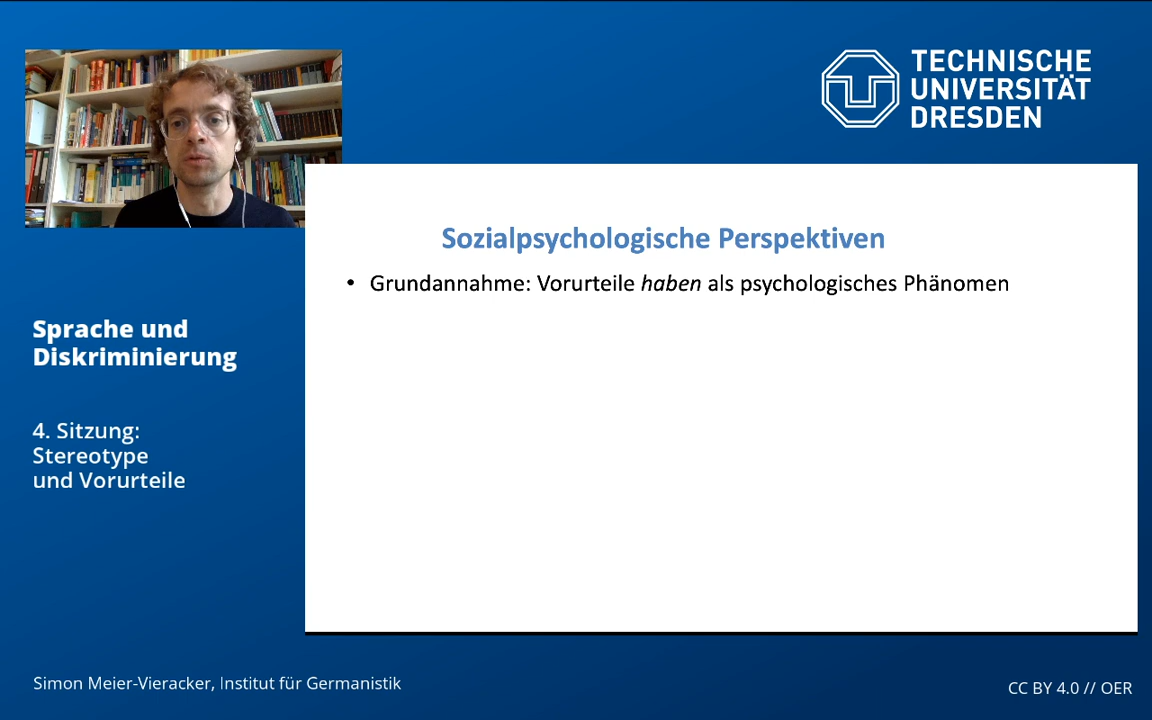 TECHNISCHE
UNIVERSITÄT
DRESDEN
Sozialpsychologische Perspektiven
• Grundannahme: Vorurteile haben als psychologisches Phänomen
Sprache und
Diskriminierung
4. Sitzung:
Stereotype
und Vorurteile
Simon Meier-Vieracker, Institut für Germanistik
CC BY 4.0 // OER